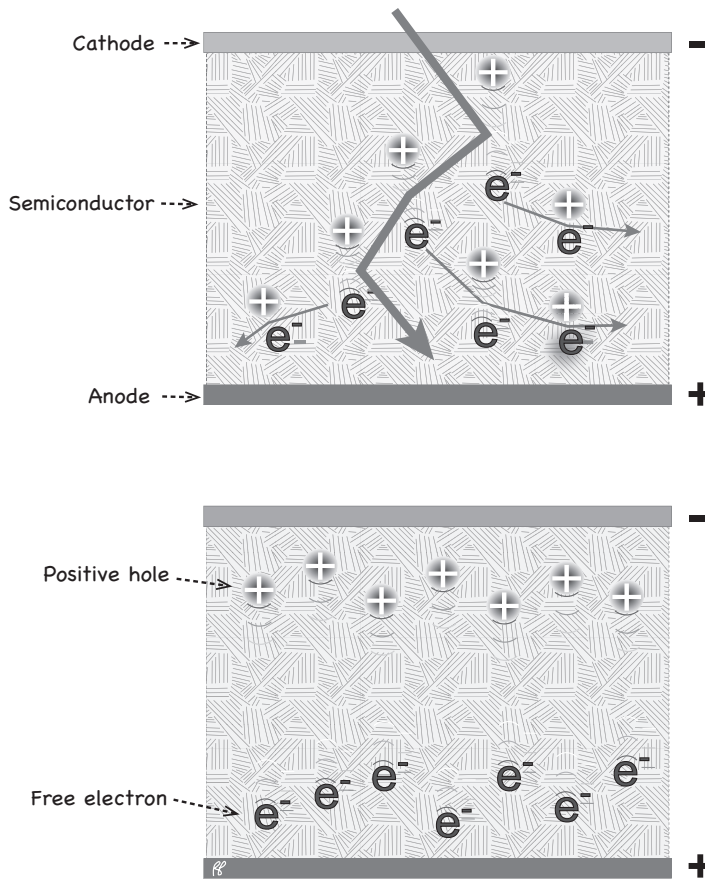 Cathode
-
Semiconductor
e-
e-
e-
e-
e-
e-
e-
Anode
+
-
Positive hole
Free electron
e-
e-
e-
e-
e-
e-
e-
+